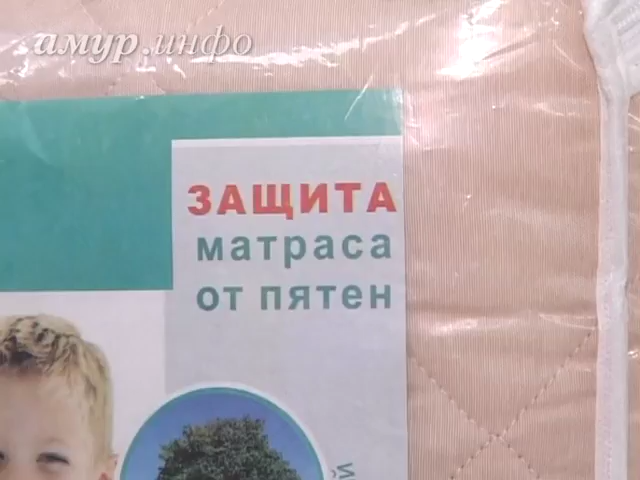 амур.инфо
ЗАЩИТА
матраса
от пятен